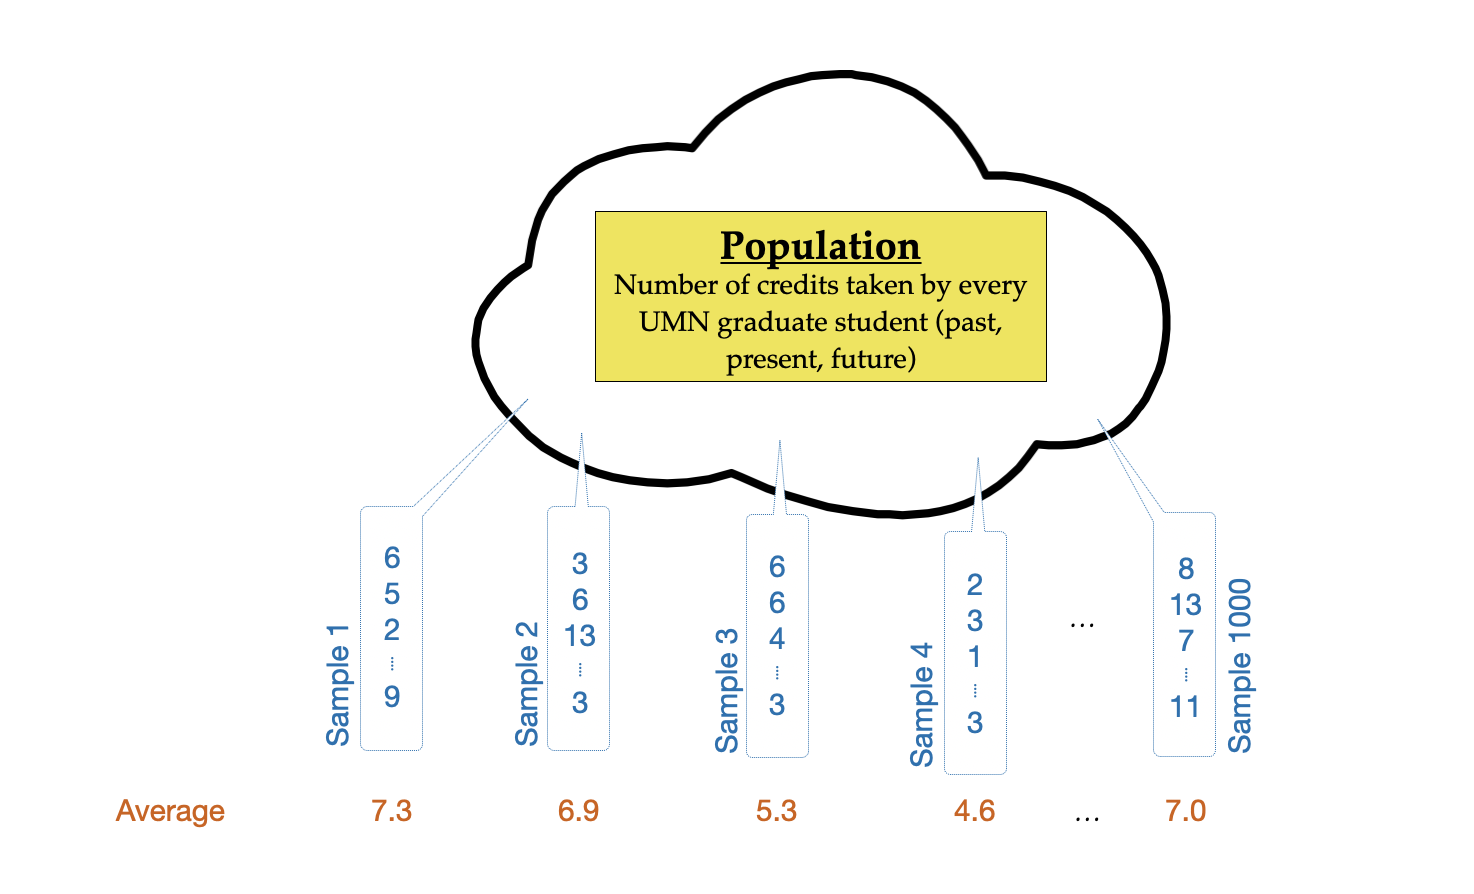 Population
Number of credits taken by every
UMN graduate student (past,
present, future)
Sample 1
6
5
2
...
9
Sample 2
3
6
13
...
3
Sample 3
6
6
4
...
3
Sample 4
2
3
1
...
3
...
8
13
7
...
11
Sample 1000
Average 7.3 6.9 5.3 4.6 ... 7.0